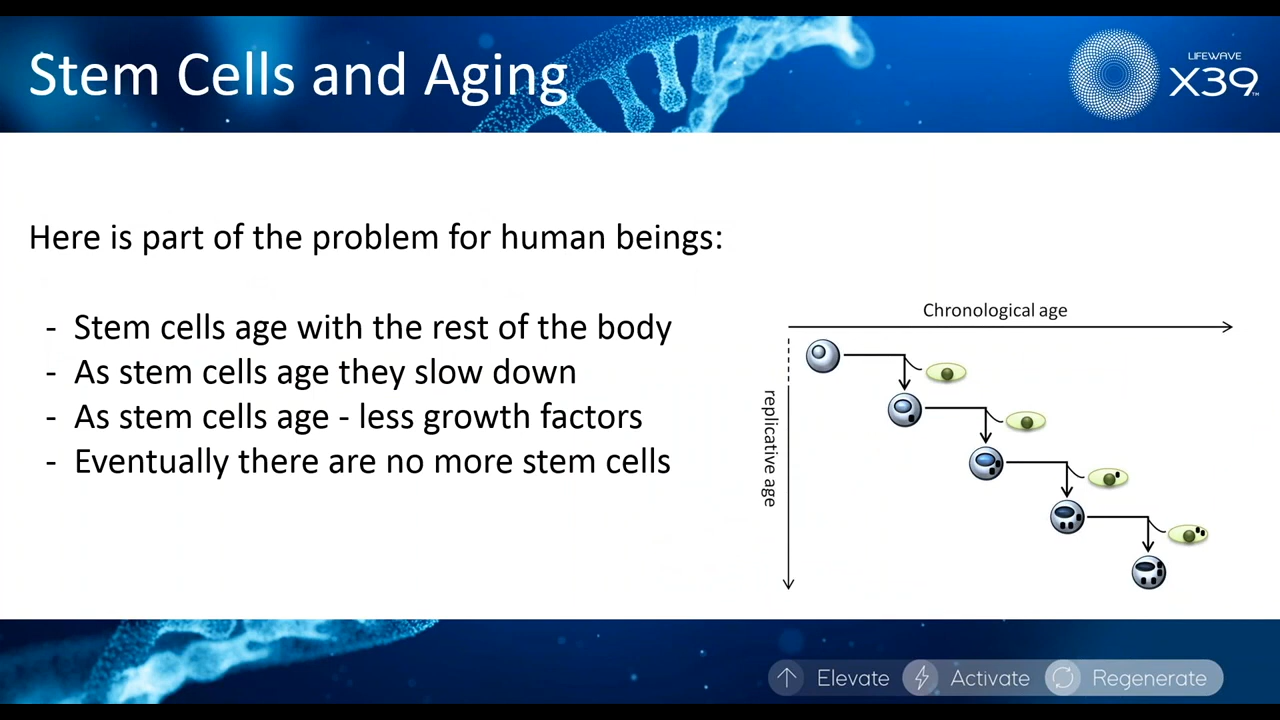 Stem Cells and Aging
LIFEWAVE
X39™
Here is part of the problem for human beings:
- Stem cells age with the rest of the body
- As stem cells age they slow down
- As stem cells age - less growth factors
- Eventually there are no more stem cells
Chronological age
replicative age
Elevate
Activate
Regenerate